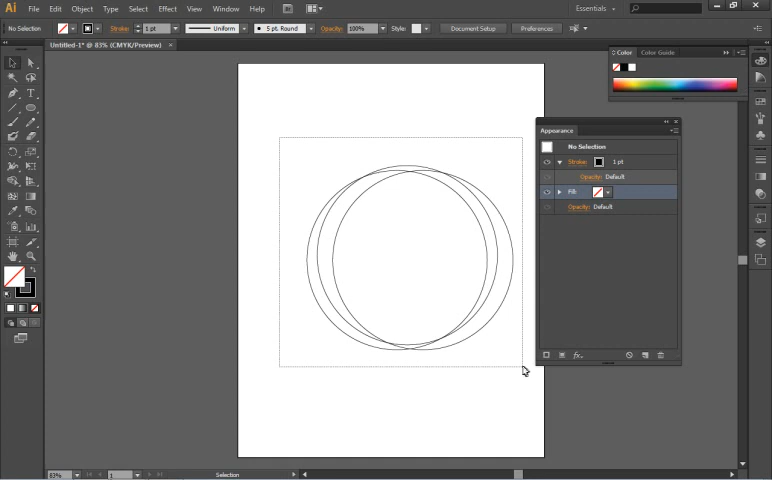 Ai File Edit Object Type Select Effect View Window Help Br Essentials
No Selection Stroke: 1 pt Uniform 5 pt. Round Opacity: 100% Style: Document Setup Preferences
Untitled-1* @ 83% (CMYK/Preview) ×
Color Color Guide
Appearance
No Selection
Stroke: 1 pt
Opacity: Default
Fill:
Opacity: Default
fx.
83% 1 Selection